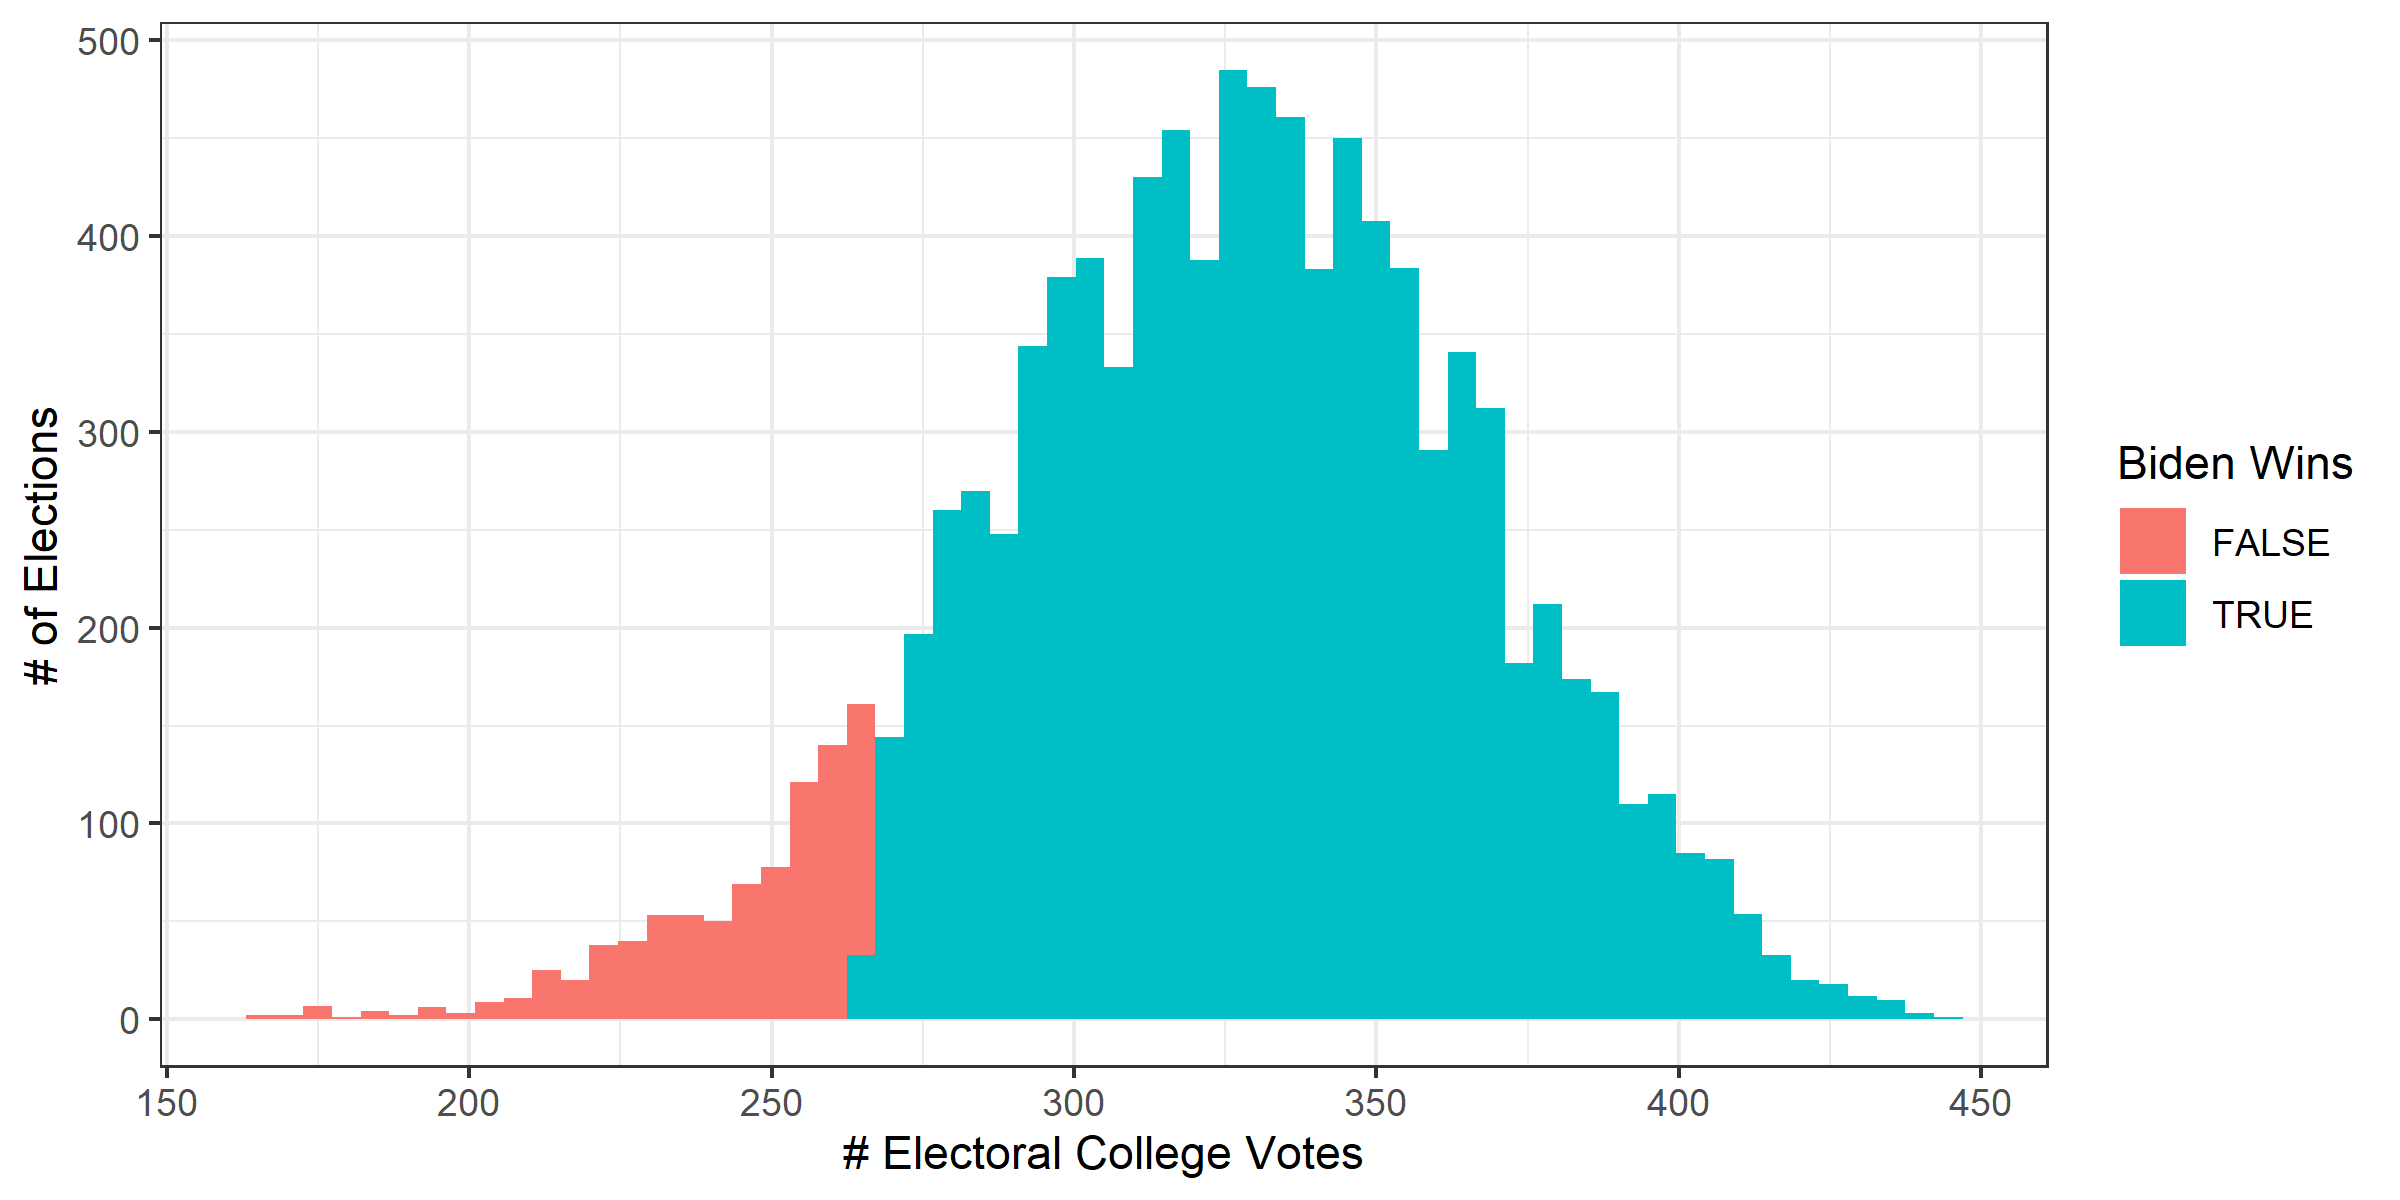 500
400
300
200
100
0
# of Elections
150 200 250 300 350 400 450
# Electoral College Votes
Biden Wins
FALSE
TRUE